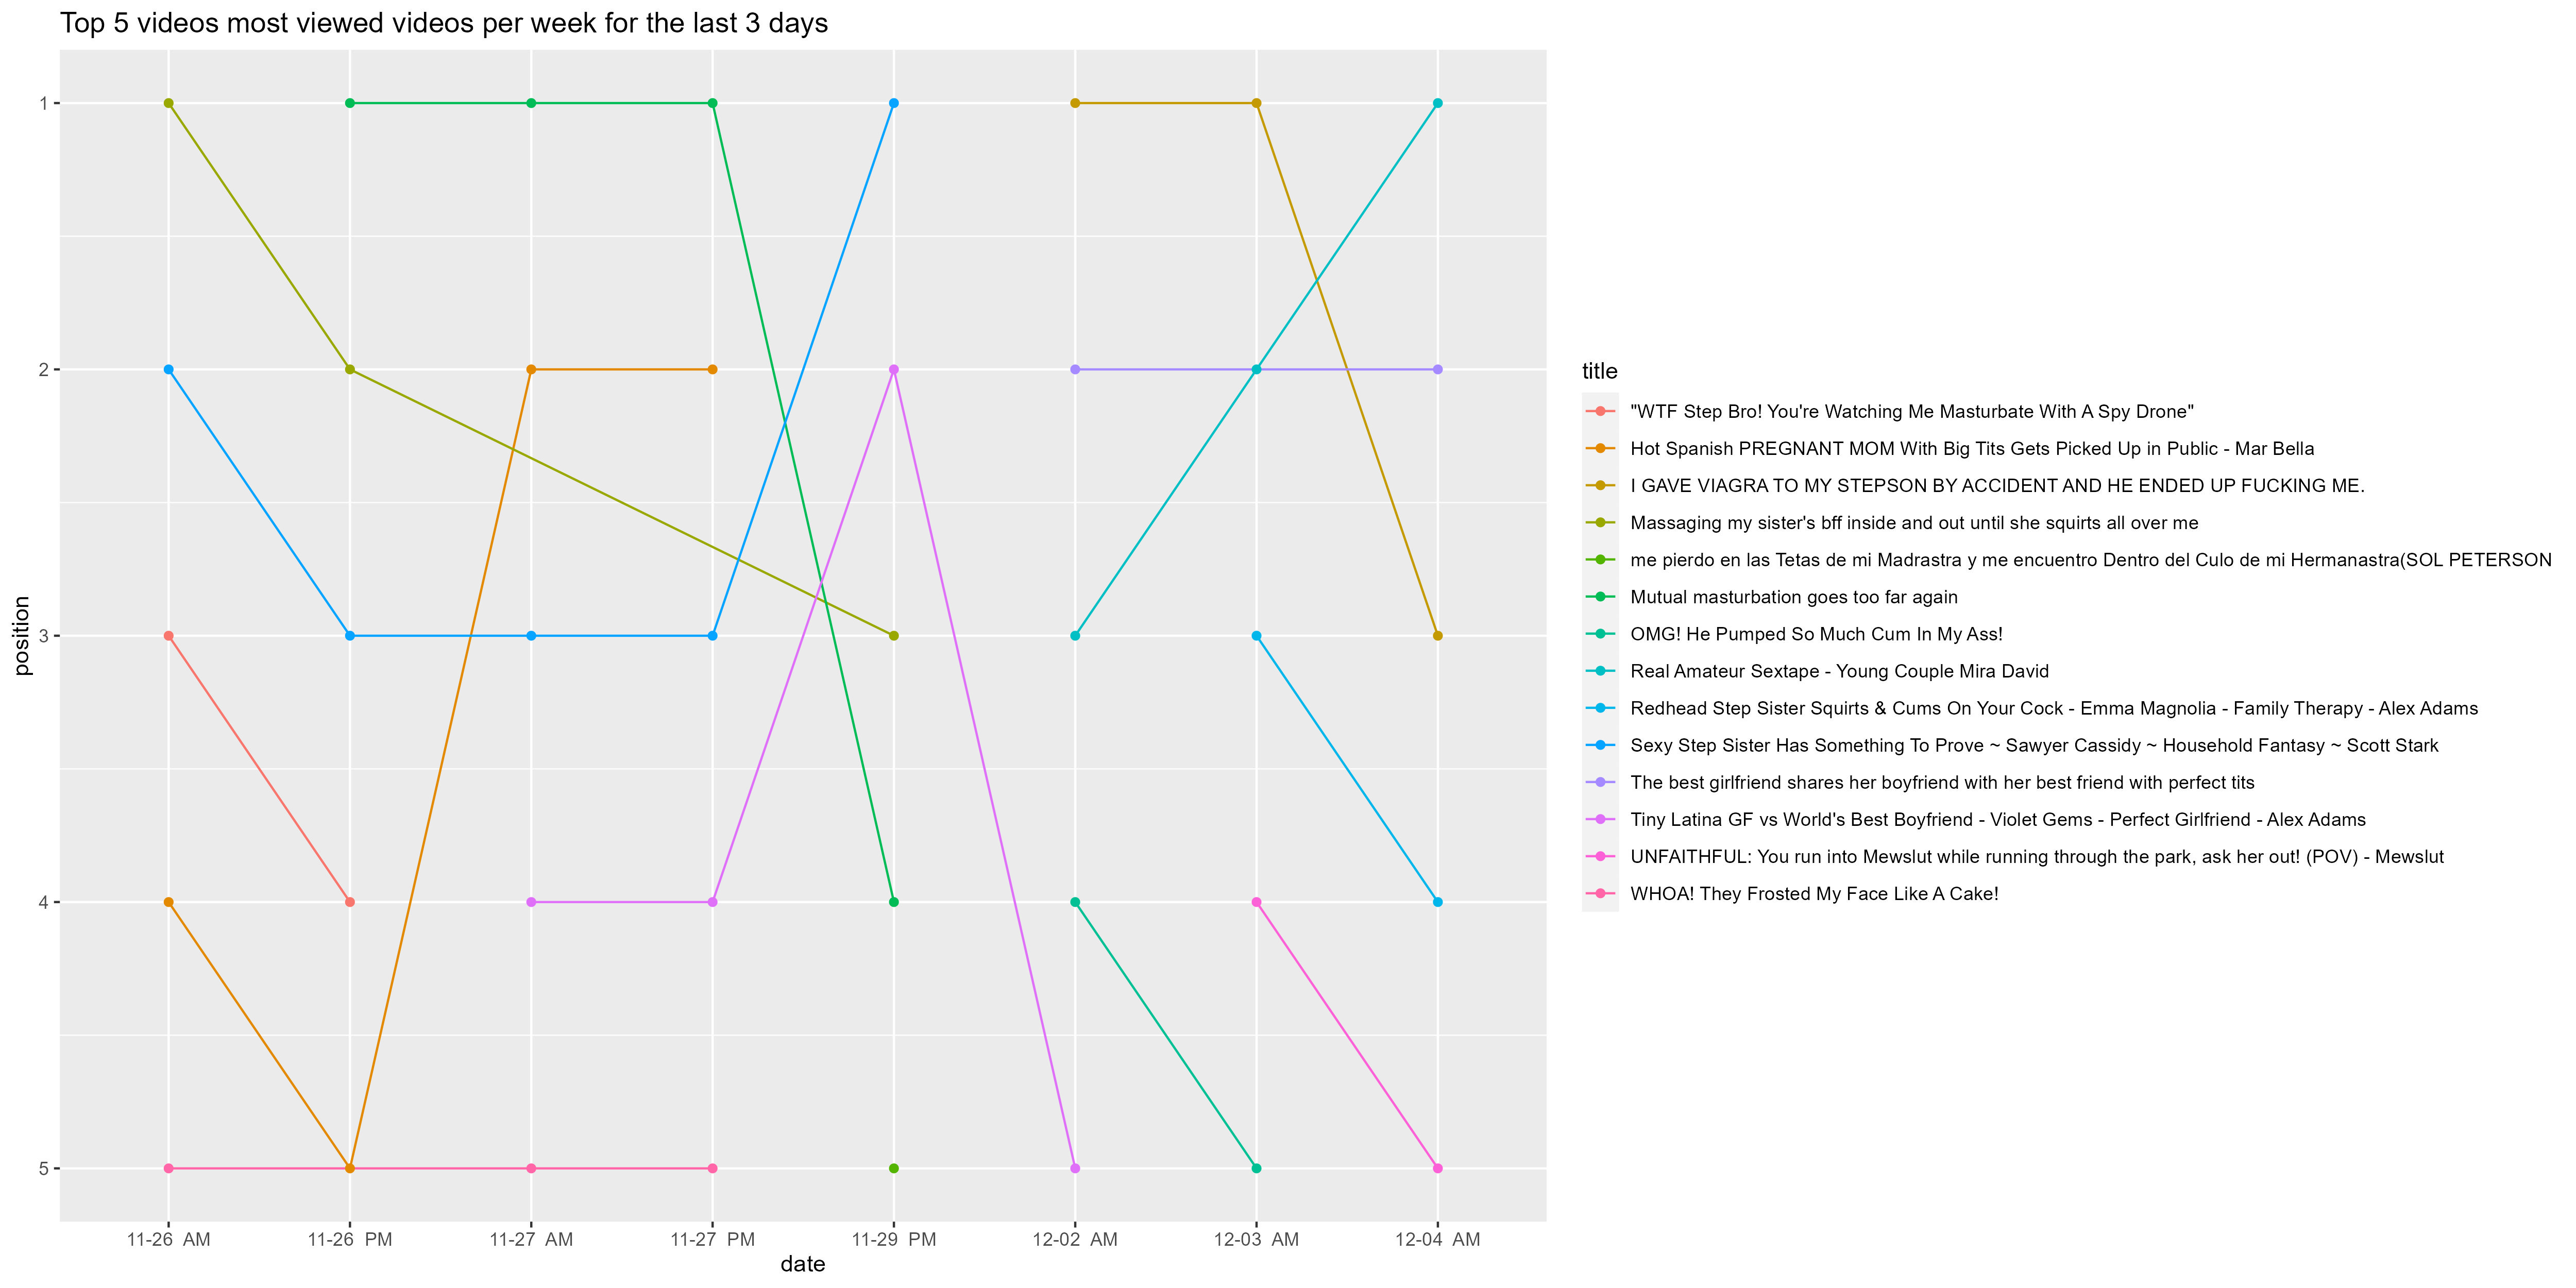 Top 5 videos most viewed videos per week for the last 3 days
position
1
2
3
4
5
11-26 AM
11-26 PM
11-27 AM
11-27 PM
11-29 PM
12-02 AM
12-03 AM
12-04 AM
date
title
"WTF Step Bro! You're Watching Me Masturbate With A Spy Drone"
Hot Spanish PREGNANT MOM With Big Tits Gets Picked Up in Public - Mar Bella
I GAVE VIAGRA TO MY STEPSON BY ACCIDENT AND HE ENDED UP FUCKING ME.
Massaging my sister's bff inside and out until she squirts all over me
me pierdo en las Tetas de mi Madrastra y me encuentro Dentro del Culo de mi Hermanastra(SOL PETERSON
Mutual masturbation goes too far again
OMG! He Pumped So Much Cum In My Ass!
Real Amateur Sextape - Young Couple Mira David
Redhead Step Sister Squirts & Cums On Your Cock - Emma Magnolia - Family Therapy - Alex Adams
Sexy Step Sister Has Something To Prove ~ Sawyer Cassidy ~ Household Fantasy ~ Scott Stark
The best girlfriend shares her boyfriend with her best friend with perfect tits
Tiny Latina GF vs World's Best Boyfriend - Violet Gems - Perfect Girlfriend - Alex Adams
UNFAITHFUL: You run into Mewslut while running through the park, ask her out! (POV) - Mewslut
WHOA! They Frosted My Face Like A Cake!